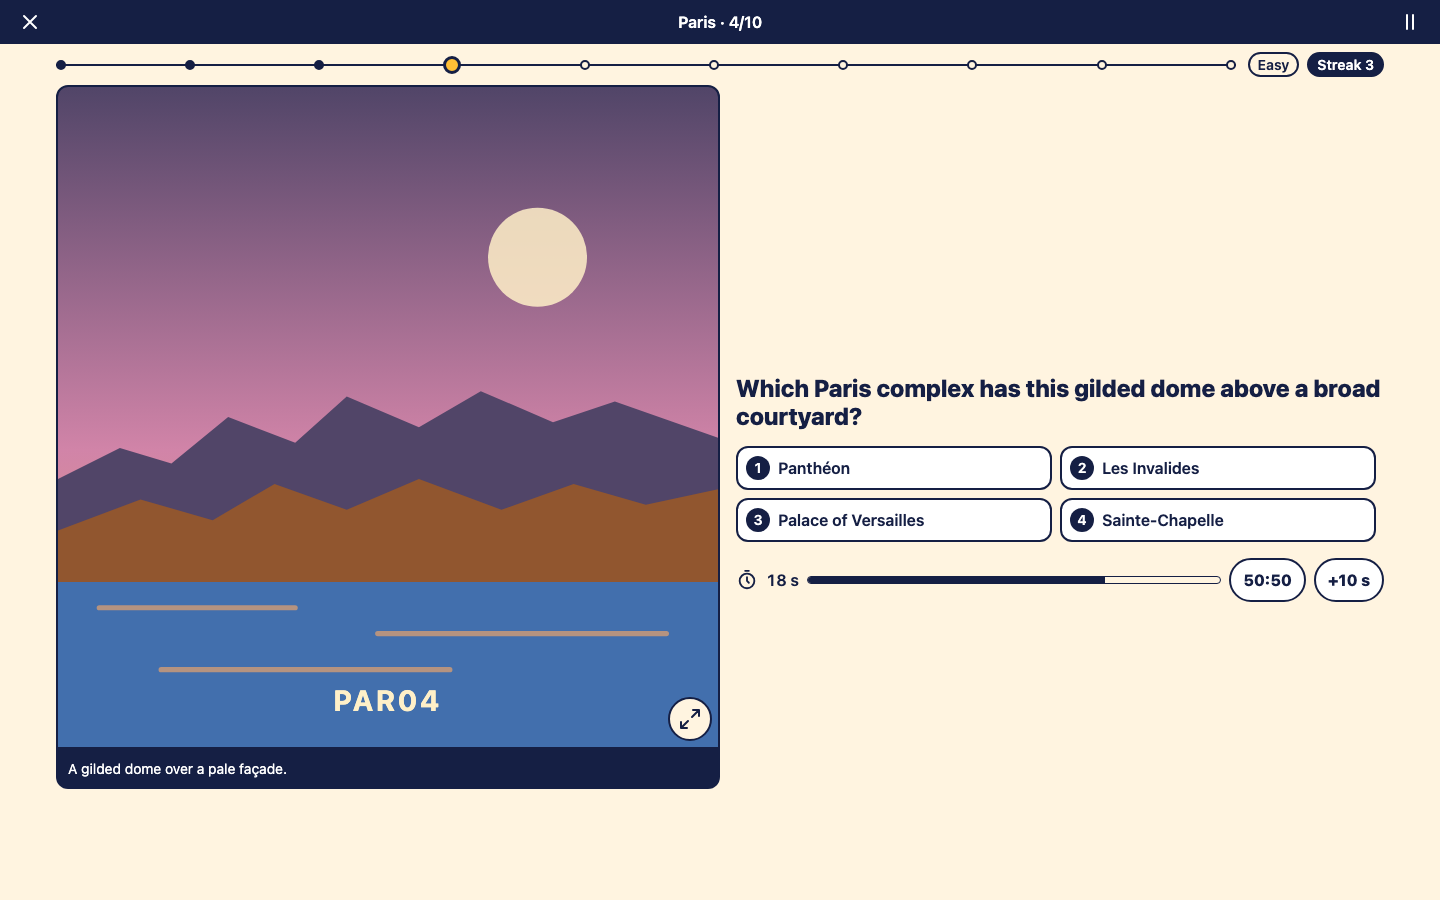 Paris · 4/10
Easy
Streak 3
PAR04
A gilded dome over a pale façade.
Which Paris complex has this gilded dome above a broad
courtyard?
1 Panthéon
2 Les Invalides
3 Palace of Versailles
4 Sainte-Chapelle
18 s
50:50
+10 s